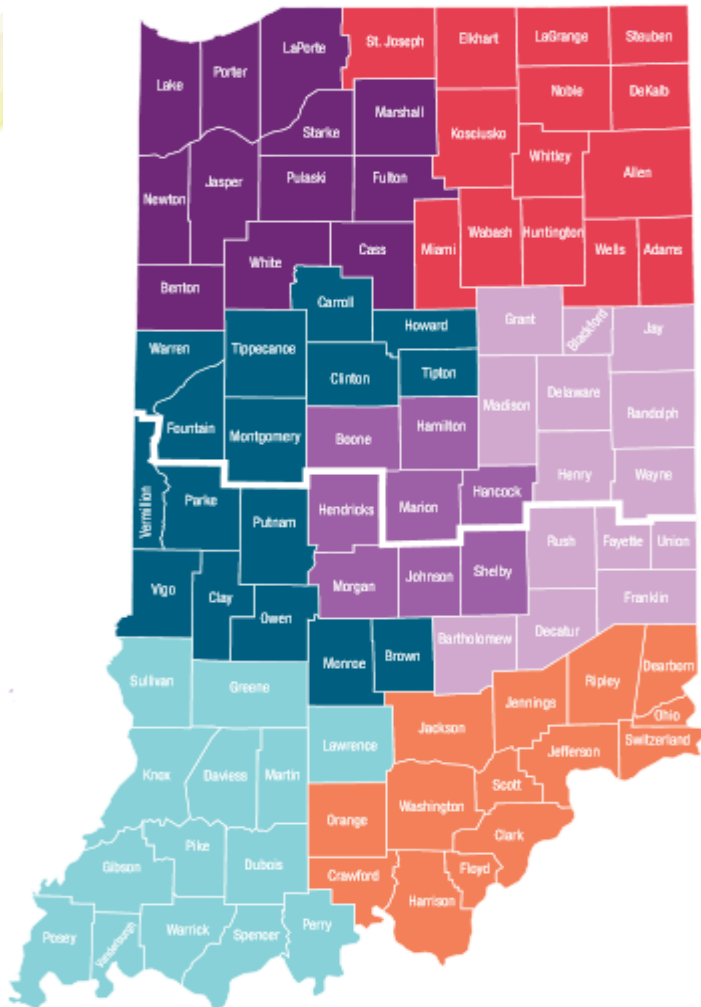 St. Joseph
Elkhart
LaGrange
Steuben
LaPorte
Porter
Lake
Noble
DeKalb
Marshall
Starke
Kosciusko
Whitley
Allen
Pulaski
Fulton
Jasper
Newton
Wabash
Huntington
Miami
Wells
Adams
Cass
White
Benton
Carroll
Howard
Grant
Blackford
Jay
Warren
Tippecanoe
Clinton
Tipton
Madison
Delaware
Randolph
Fountain
Montgomery
Boone
Hamilton
Henry
Wayne
Vermillion
Parke
Putnam
Hendricks
Marion
Hancock
Rush
Fayette
Union
Vigo
Clay
Owen
Morgan
Johnson
Shelby
Franklin
Decatur
Bartholomew
Monroe
Brown
Sullivan
Greene
Dearborn
Ripley
Jennings
Jackson
Ohio
Switzerland
Jefferson
Lawrence
Knox
Daviess
Martin
Scott
Washington
Orange
Clark
Pike
Gibson
Dubois
Crawford
Floyd
Harrison
Posey
Vanderburgh
Warrick
Spencer
Perry